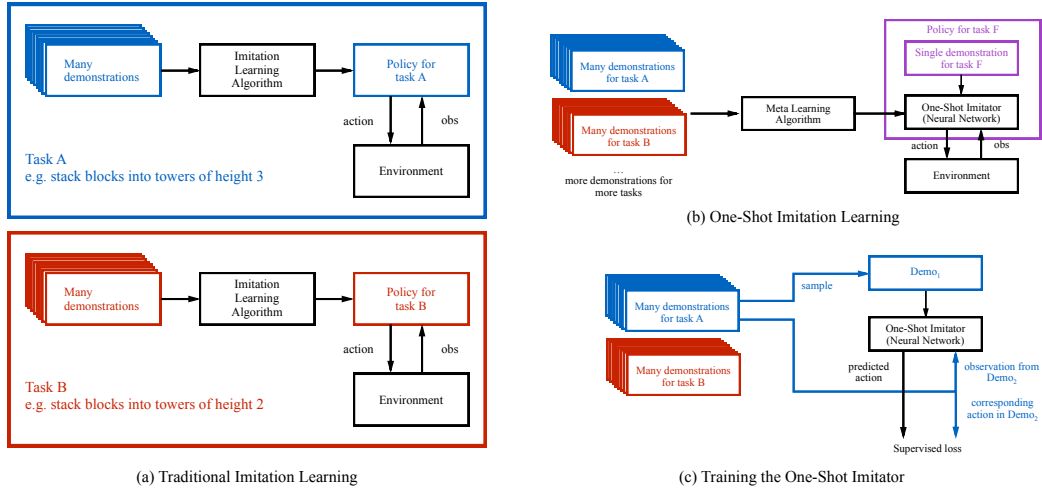 Many
demonstrations
Imitation
Learning
Algorithm
Policy for
task A
action
obs
Environment
Task A
e.g. stack blocks into towers of height 3
Many
demonstrations
Imitation
Learning
Algorithm
Policy for
task B
action
obs
Environment
Task B
e.g. stack blocks into towers of height 2
(a) Traditional Imitation Learning
Many demonstrations
for task A
Many demonstrations
for task B
...
more demonstrations for
more tasks
Meta Learning
Algorithm
Policy for task F
Single demonstration
for task F
One-Shot Imitator
(Neural Network)
action
obs
Environment
(b) One-Shot Imitation Learning
Many demonstrations
for task A
Many demonstrations
for task B
sample
Demo₁
One-Shot Imitator
(Neural Network)
predicted
action
observation from
Demo₂
corresponding
action in Demo₂
Supervised loss
(c) Training the One-Shot Imitator